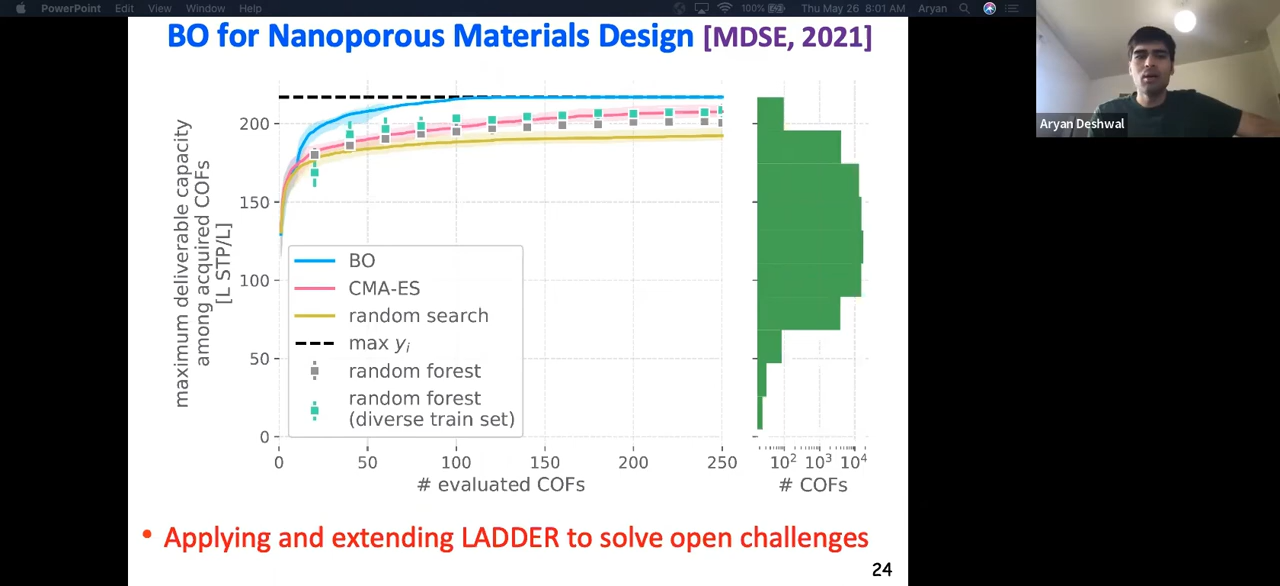 PowerPoint Edit View Window Help 100% Thu May 26 8:01 AM Aryan
BO for Nanoporous Materials Design [MDSE, 2021]
maximum deliverable capacity
among acquired COFs
[L STP/L]
200
150
100
50
0
BO
CMA-ES
random search
max yᵢ
random forest
random forest
(diverse train set)
0 50 100 150 200 250
# evaluated COFs
10² 10³ 10⁴
# COFs
• Applying and extending LADDER to solve open challenges
24
Aryan Deshwal